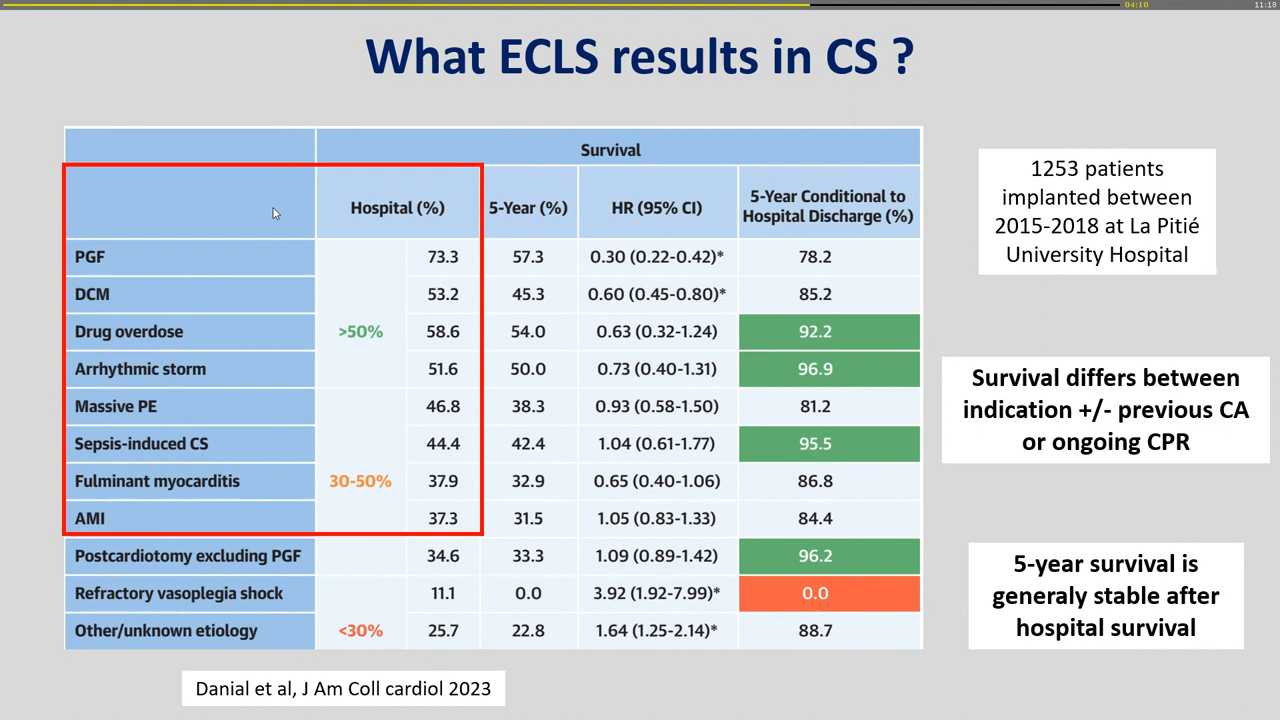 04:10
11:18
What ECLS results in CS ?
Survival
Hospital (%) 5-Year (%) HR (95% CI) 5-Year Conditional to
Hospital Discharge (%)
PGF 73.3 57.3 0.30 (0.22-0.42)* 78.2
DCM 53.2 45.3 0.60 (0.45-0.80)* 85.2
Drug overdose >50% 58.6 54.0 0.63 (0.32-1.24) 92.2
Arrhythmic storm 51.6 50.0 0.73 (0.40-1.31) 96.9
Massive PE 46.8 38.3 0.93 (0.58-1.50) 81.2
Sepsis-induced CS 44.4 42.4 1.04 (0.61-1.77) 95.5
Fulminant myocarditis 30-50% 37.9 32.9 0.65 (0.40-1.06) 86.8
AMI 37.3 31.5 1.05 (0.83-1.33) 84.4
Postcardiotomy excluding PGF 34.6 33.3 1.09 (0.89-1.42) 96.2
Refractory vasoplegia shock 11.1 0.0 3.92 (1.92-7.99)* 0.0
Other/unknown etiology <30% 25.7 22.8 1.64 (1.25-2.14)* 88.7
1253 patients
implanted between
2015-2018 at La Pitié
University Hospital
Survival differs between
indication +/- previous CA
or ongoing CPR
5-year survival is
generaly stable after
hospital survival
Danial et al, J Am Coll cardiol 2023